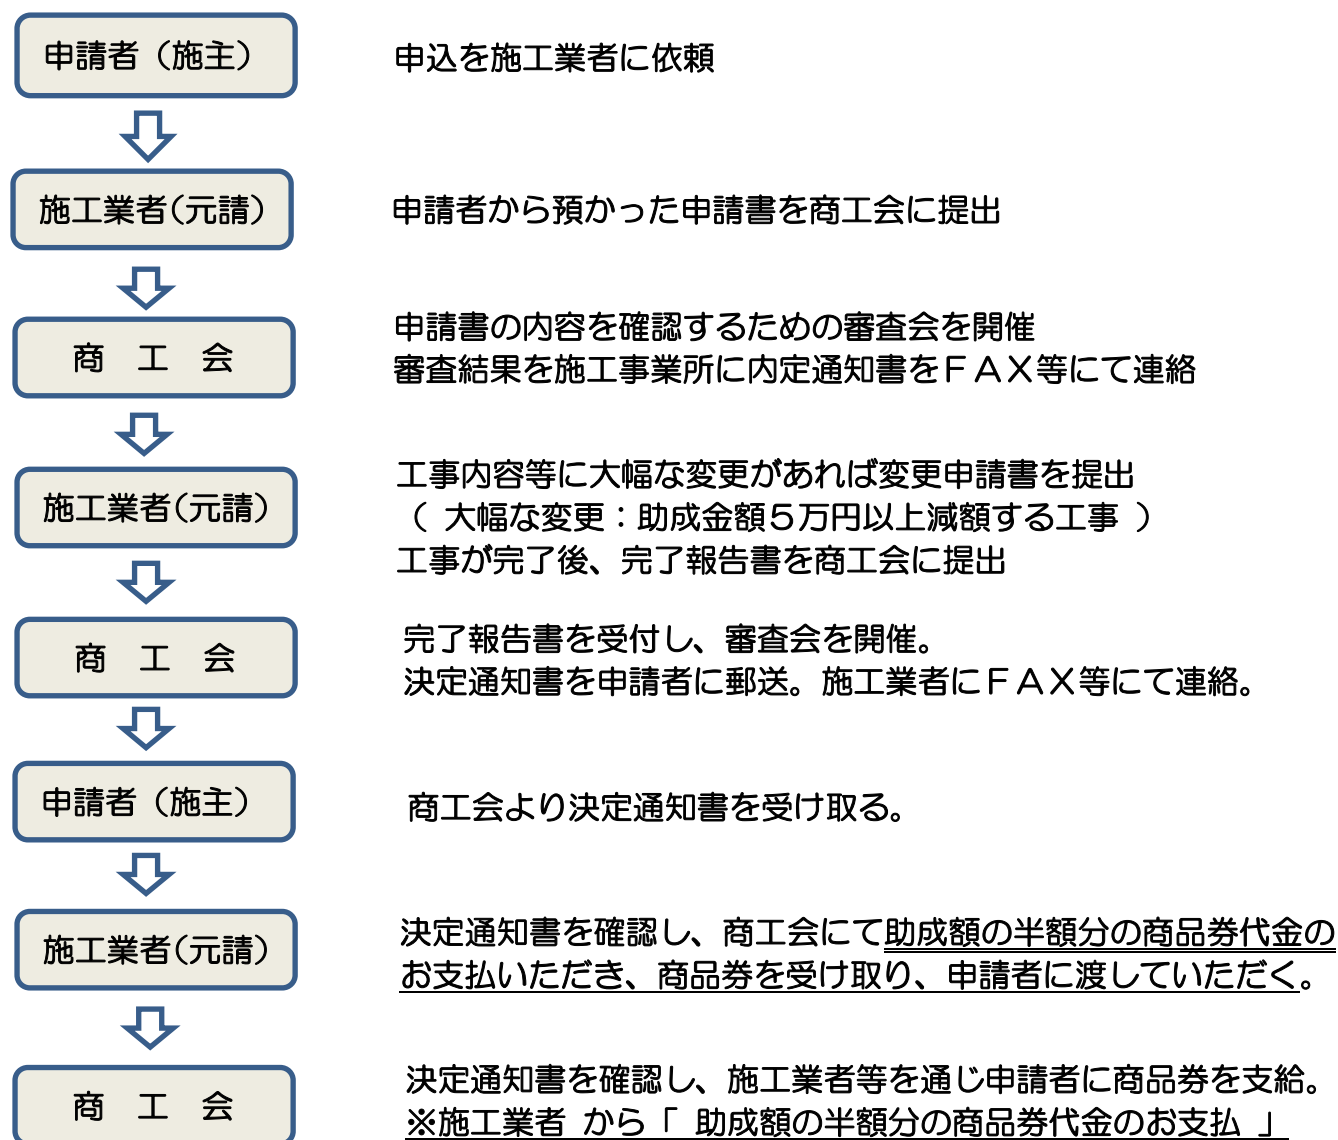 申請者（施主）
申込を施工業者に依頼
施工業者(元請)
申請者から預かった申請書を商工会に提出
商　工　会
申請書の内容を確認するための審査会を開催
審査結果を施工事業所に内定通知書をＦＡＸ等にて連絡
施工業者(元請)
工事内容等に大幅な変更があれば変更申請書を提出
（ 大幅な変更：助成金額５万円以上減額する工事 ）
工事が完了後、完了報告書を商工会に提出
商　工　会
完了報告書を受付し、審査会を開催。
決定通知書を申請者に郵送。施工業者にＦＡＸ等にて連絡。
申請者（施主）
商工会より決定通知書を受け取る。
施工業者(元請)
決定通知書を確認し、商工会にて助成額の半額分の商品券代金の
お支払いただき、商品券を受け取り、申請者に渡していただく。
商　工　会
決定通知書を確認し、施工業者等を通じ申請者に商品券を支給。
※施工業者 から「 助成額の半額分の商品券代金のお支払 」